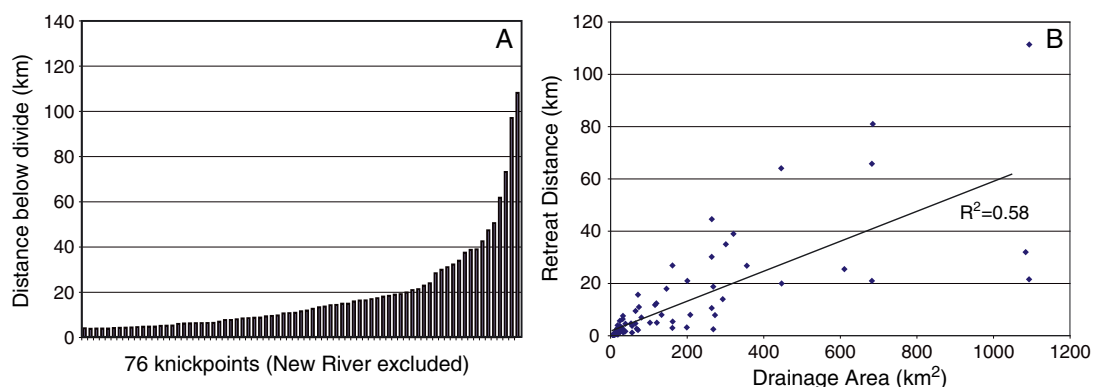 A
Distance below divide (km)
140
120
100
80
60
40
20
0
76 knickpoints (New River excluded)
B
Retreat Distance (km)
120
100
80
60
40
20
0
R²=0.58
0 200 400 600 800 1000 1200
Drainage Area (km²)